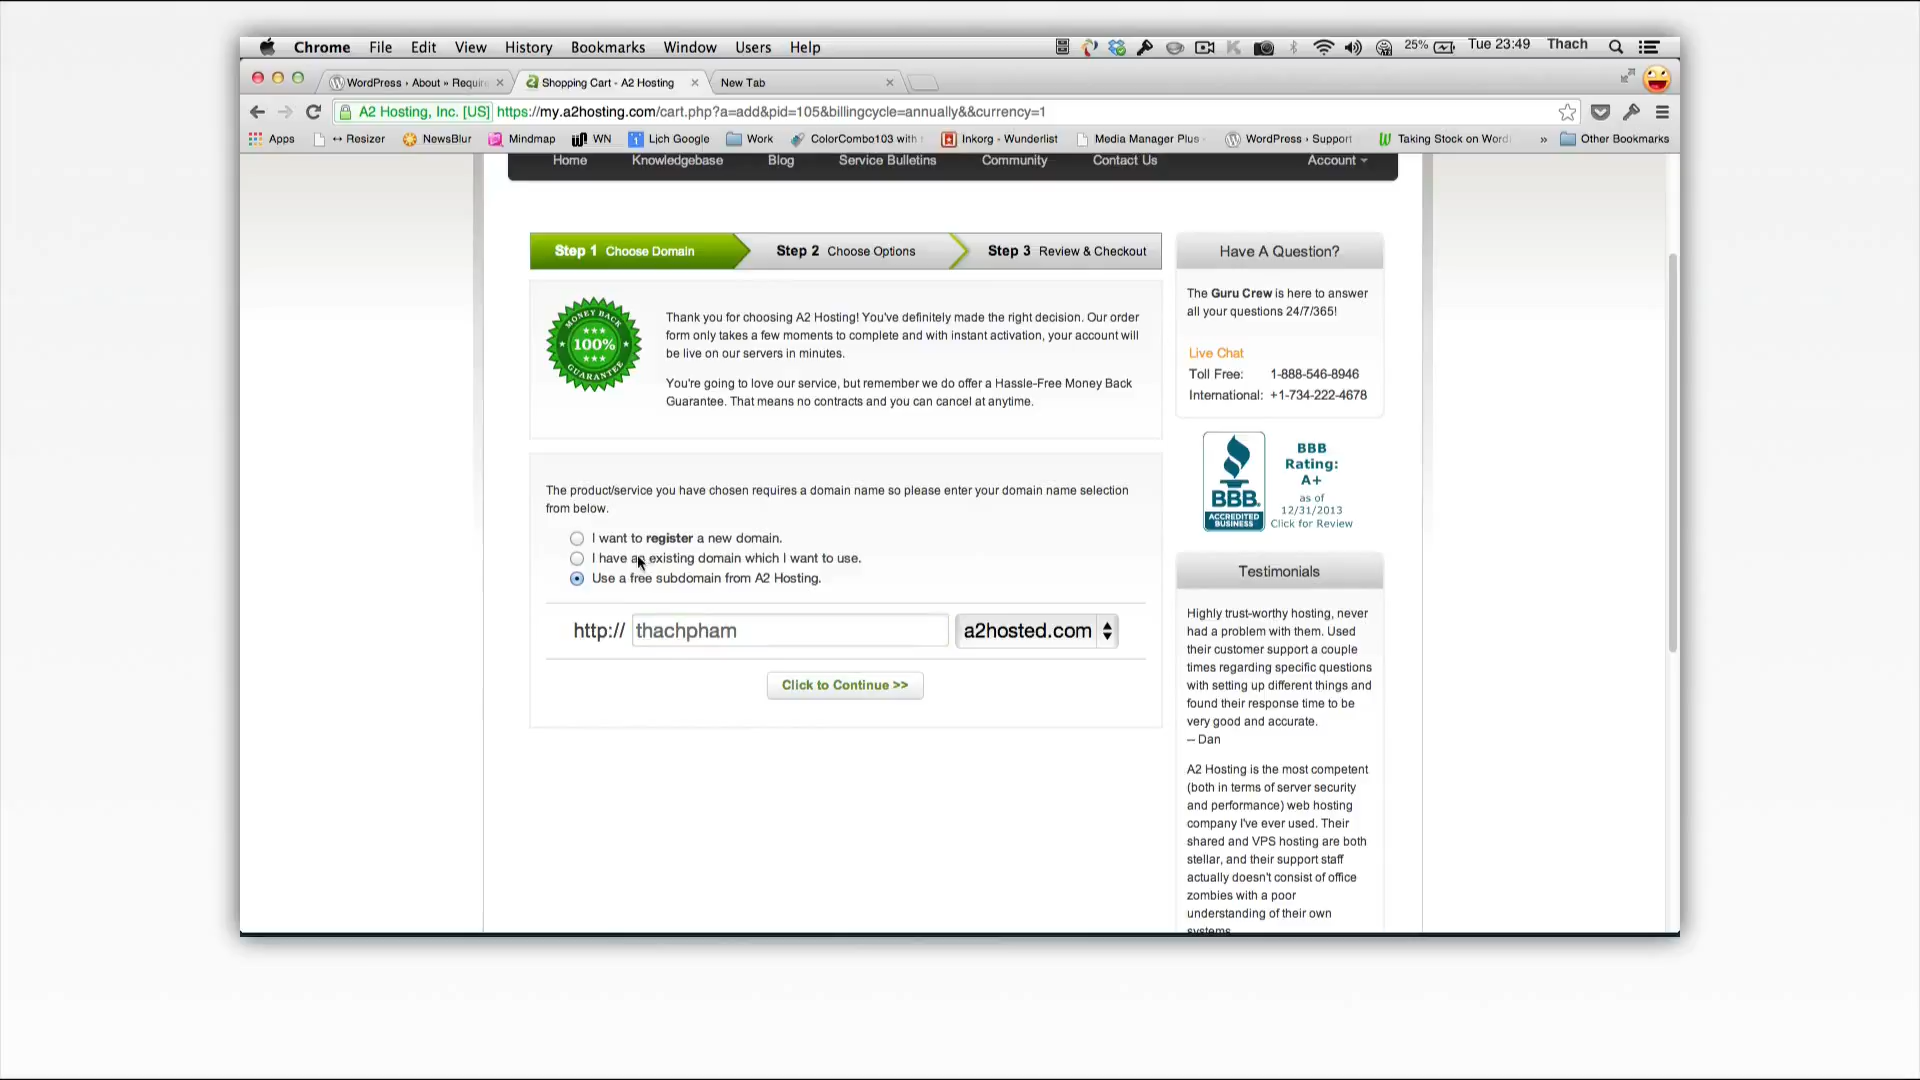 Chrome File Edit View History Bookmarks Window Users Help 25% Tue 23:49 Thach
WordPress › About » Requir Shopping Cart - A2 Hosting New Tab
A2 Hosting, Inc. [US] https://my.a2hosting.com/cart.php?a=add&pid=105&billingcycle=annually&&currency=1
Apps ↔ Resizer NewsBlur Mindmap WN Lịch Google Work ColorCombo103 with Inkorg - Wunderlist Media Manager Plus WordPress › Support Taking Stock on Word » Other Bookmarks
Home Knowledgebase Blog Service Bulletins Community Contact Us Account
Step 1 Choose Domain Step 2 Choose Options Step 3 Review & Checkout
MONEY BACK
100%
GUARANTEE
Thank you for choosing A2 Hosting! You've definitely made the right decision. Our order
form only takes a few moments to complete and with instant activation, your account will
be live on our servers in minutes.
You're going to love our service, but remember we do offer a Hassle-Free Money Back
Guarantee. That means no contracts and you can cancel at anytime.
The product/service you have chosen requires a domain name so please enter your domain name selection
from below.
I want to register a new domain.
I have an existing domain which I want to use.
Use a free subdomain from A2 Hosting.
http:// thachpham a2hosted.com
Click to Continue >>
Have A Question?
The Guru Crew is here to answer
all your questions 24/7/365!
Live Chat
Toll Free: 1-888-546-8946
International: +1-734-222-4678
BBB
ACCREDITED
BUSINESS
BBB
Rating:
A+
as of
12/31/2013
Click for Review
Testimonials
Highly trust-worthy hosting, never
had a problem with them. Used
their customer support a couple
times regarding specific questions
with setting up different things and
found their response time to be
very good and accurate.
-- Dan
A2 Hosting is the most competent
(both in terms of server security
and performance) web hosting
company I've ever used. Their
shared and VPS hosting are both
stellar, and their support staff
actually doesn't consist of office
zombies with a poor
understanding of their own
systems.